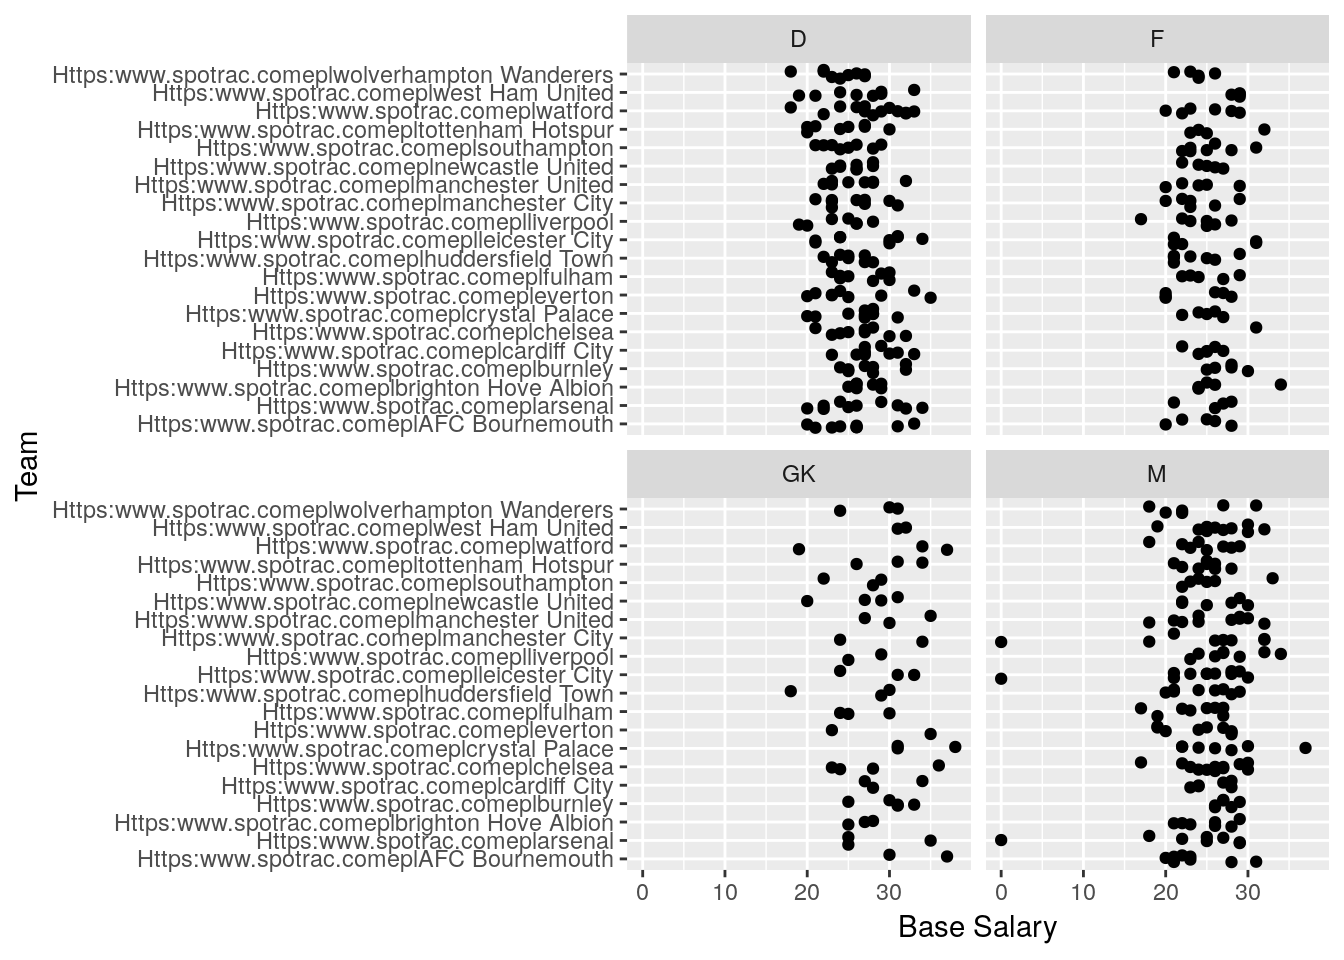 D
F
Https:www.spotrac.comeplwolverhampton Wanderers
Https:www.spotrac.comeplwest Ham United
Https:www.spotrac.comeplwatford
Https:www.spotrac.comepltottenham Hotspur
Https:www.spotrac.comeplsouthampton
Https:www.spotrac.comeplnewcastle United
Https:www.spotrac.comeplmanchester United
Https:www.spotrac.comeplmanchester City
Https:www.spotrac.comeplliverpool
Https:www.spotrac.comeplleicester City
Https:www.spotrac.comeplhuddersfield Town
Https:www.spotrac.comeplfulham
Https:www.spotrac.comepleverton
Https:www.spotrac.comeplcrystal Palace
Https:www.spotrac.comeplchelsea
Https:www.spotrac.comeplcardiff City
Https:www.spotrac.comeplburnley
Https:www.spotrac.comeplbrighton Hove Albion
Https:www.spotrac.comeplarsenal
Https:www.spotrac.comeplAFC Bournemouth
Team
GK
M
Https:www.spotrac.comeplwolverhampton Wanderers
Https:www.spotrac.comeplwest Ham United
Https:www.spotrac.comeplwatford
Https:www.spotrac.comepltottenham Hotspur
Https:www.spotrac.comeplsouthampton
Https:www.spotrac.comeplnewcastle United
Https:www.spotrac.comeplmanchester United
Https:www.spotrac.comeplmanchester City
Https:www.spotrac.comeplliverpool
Https:www.spotrac.comeplleicester City
Https:www.spotrac.comeplhuddersfield Town
Https:www.spotrac.comeplfulham
Https:www.spotrac.comepleverton
Https:www.spotrac.comeplcrystal Palace
Https:www.spotrac.comeplchelsea
Https:www.spotrac.comeplcardiff City
Https:www.spotrac.comeplburnley
Https:www.spotrac.comeplbrighton Hove Albion
Https:www.spotrac.comeplarsenal
Https:www.spotrac.comeplAFC Bournemouth
0 10 20 30
0 10 20 30
Base Salary